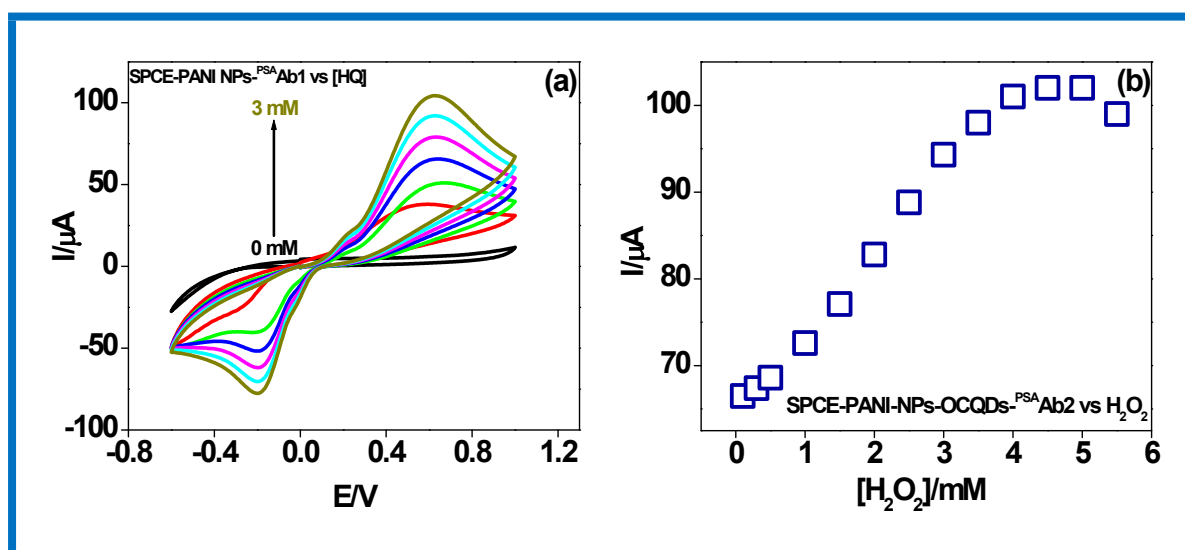 SPCE-PANI NPs-ᴾˢᴬAb1 vs [HQ]
(a)
3 mM
0 mM
100
50
0
-50
-100
I/µA
-0.8 -0.4 0.0 0.4 0.8 1.2
E/V
(b)
100
90
80
70
I/µA
SPCE-PANI-NPs-OCQDs-ᴾˢᴬAb2 vs H₂O₂
0 1 2 3 4 5 6
[H₂O₂]/mM